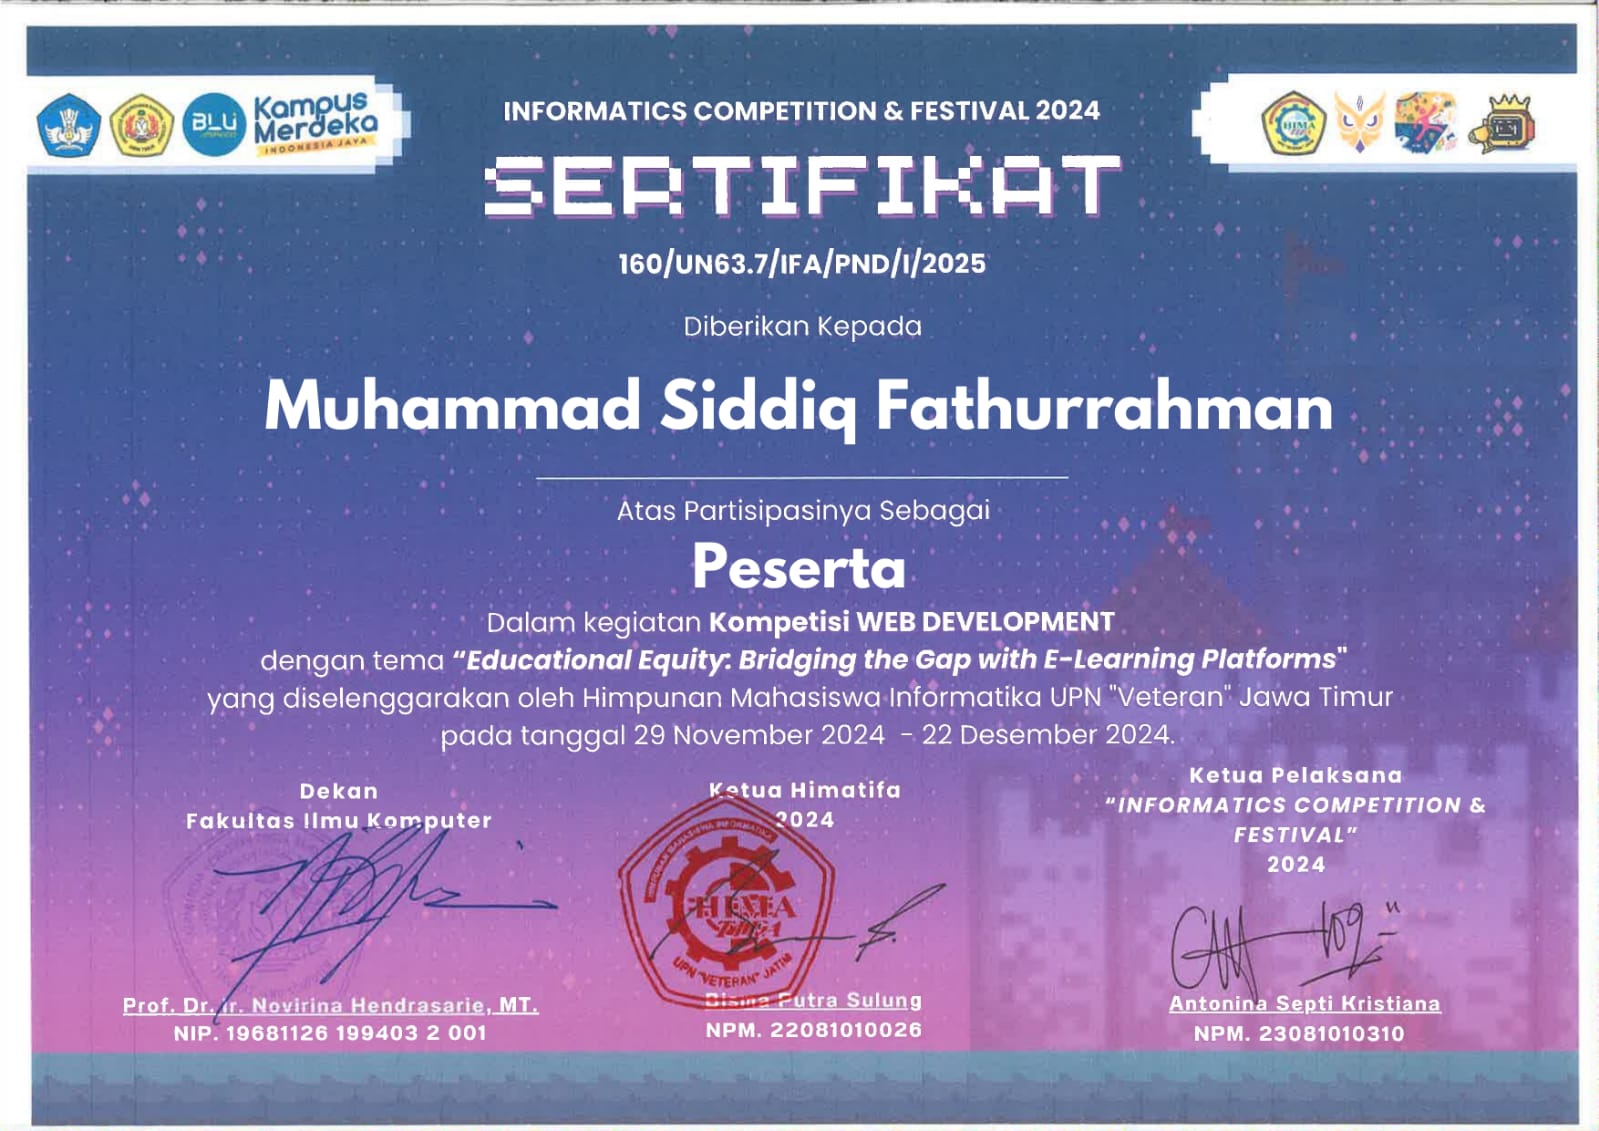 BLU
Kampus
Merdeka
INDONESIA JAYA
INFORMATICS COMPETITION & FESTIVAL 2024
SERTIFIKAT
160/UN63.7/IFA/PND/I/2025
Diberikan Kepada
Muhammad Siddiq Fathurrahman
Atas Partisipasinya Sebagai
Peserta
Dalam kegiatan Kompetisi WEB DEVELOPMENT
dengan tema “Educational Equity: Bridging the Gap with E-Learning Platforms"
yang diselenggarakan oleh Himpunan Mahasiswa Informatika UPN "Veteran" Jawa Timur
pada tanggal 29 November 2024 - 22 Desember 2024.
Dekan
Fakultas Ilmu Komputer
Prof. Dr. Ir. Novirina Hendrasarie, MT.
NIP. 19681126 199403 2 001
Ketua Himatifa
2024
HIMPUNAN MAHASISWA INFORMATIKA
UPN "VETERAN" JATIM
Bisma Putra Sulung
NPM. 22081010026
Ketua Pelaksana
“INFORMATICS COMPETITION &
FESTIVAL”
2024
Antonina Septi Kristiana
NPM. 23081010310